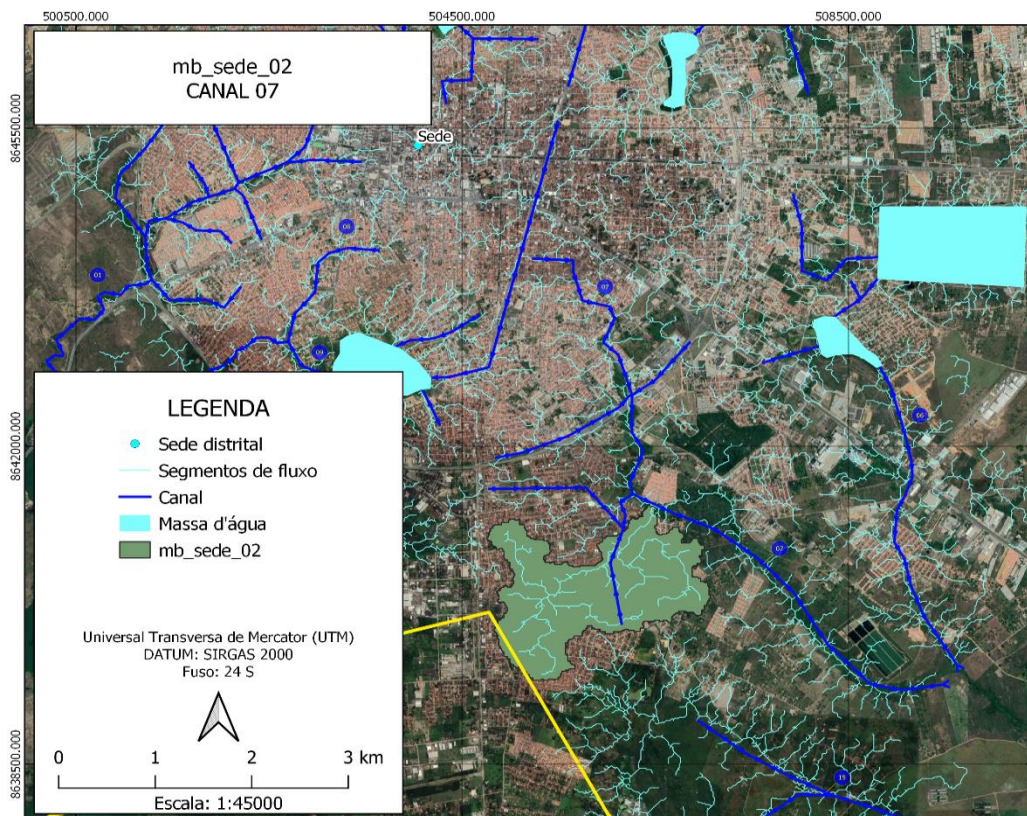 500500.000
504500.000
508500.000
mb_sede_02
CANAL 07
8645500.000
Sede
08
01
07
09
06
8642000.000
LEGENDA
Sede distrital
Segmentos de fluxo
Canal
Massa d'água
mb_sede_02
02
Universal Transversa de Mercator (UTM)
DATUM: SIRGAS 2000
Fuso: 24 S
0
1
2
3 km
Escala: 1:45000
8638500.000
15